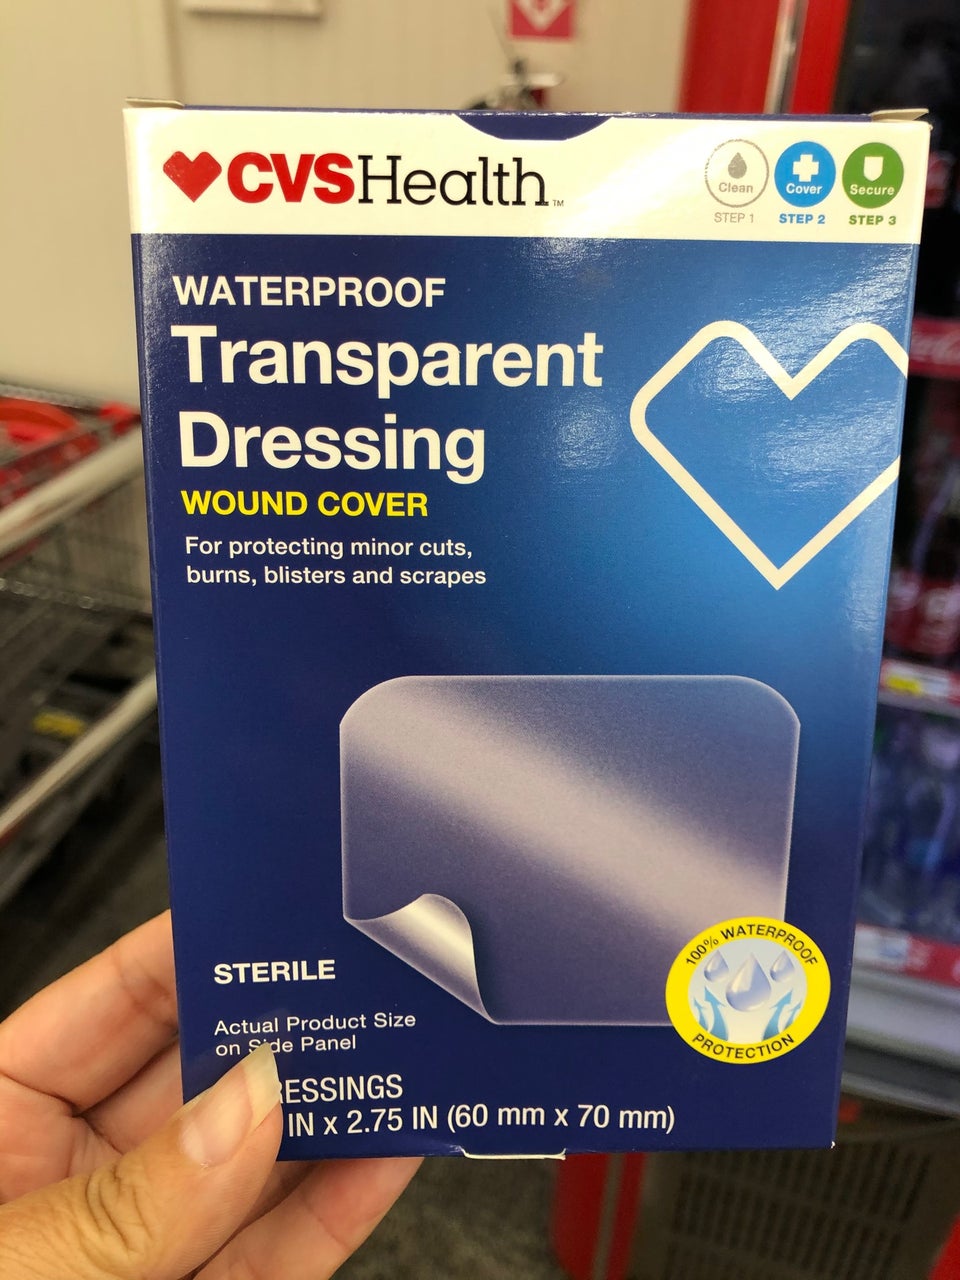 CVSHealth™
Clean
Cover
Secure
STEP 1
STEP 2
STEP 3
WATERPROOF
Transparent
Dressing
WOUND COVER
For protecting minor cuts,
burns, blisters and scrapes
100% WATERPROOF
PROTECTION
STERILE
Actual Product Size
on Side Panel
RESSINGS
IN x 2.75 IN (60 mm x 70 mm)